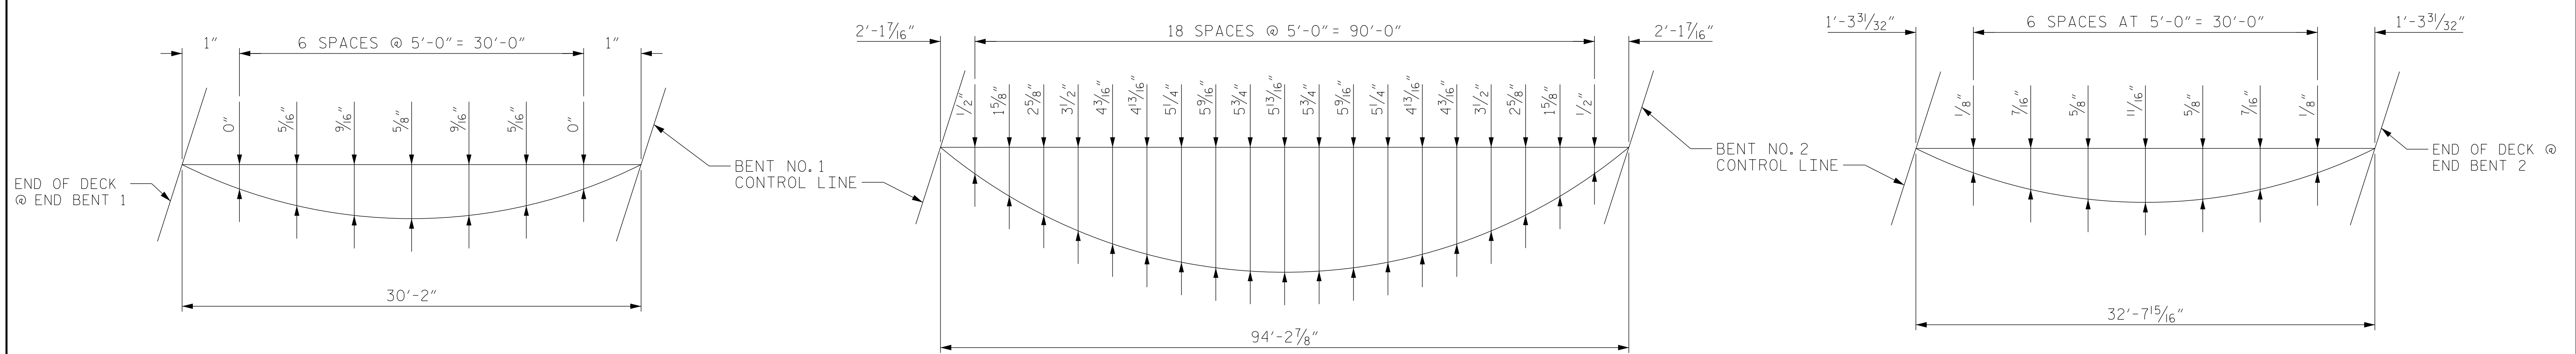 1″ 6 SPACES @ 5′-0″= 30′-0″ 1″
0″ 5/16″ 9/16″ 5/8″ 9/16″ 5/16″ 0″
END OF DECK
@ END BENT 1
30′-2″
BENT NO. 1
CONTROL LINE
2′-1 7/16″ 18 SPACES @ 5′-0″= 90′-0″ 2′-1 7/16″
1/2″ 1 5/8″ 2 5/8″ 3 1/2″ 4 3/16″ 4 13/16″ 5 1/4″ 5 9/16″ 5 3/4″ 5 13/16″ 5 3/4″ 5 9/16″ 5 1/4″ 4 13/16″ 4 3/16″ 3 1/2″ 2 5/8″ 1 5/8″ 1/2″
94′-2 7/8″
BENT NO. 2
CONTROL LINE
1′-3 31/32″ 6 SPACES AT 5′-0″= 30′-0″ 1′-3 31/32″
1/8″ 7/16″ 5/8″ 11/16″ 5/8″ 7/16″ 1/8″
32′-7 15/16″
END OF DECK @
END BENT 2